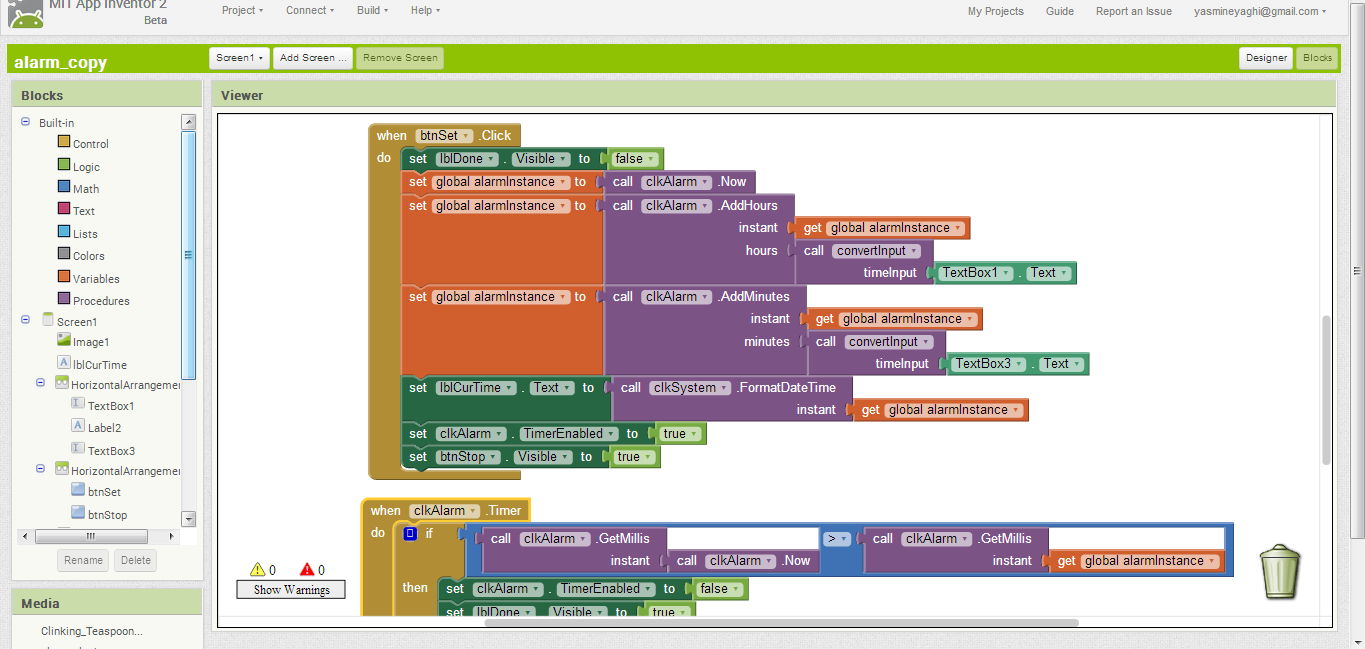 MIT App Inventor 2
Beta
Project Connect Build Help
My Projects Guide Report an Issue yasmineyaghi@gmail.com
alarm_copy Screen1 Add Screen ... Remove Screen Designer Blocks
Blocks
Viewer
Built-in
Control
Logic
Math
Text
Lists
Colors
Variables
Procedures
Screen1
Image1
lblCurTime
HorizontalArrangemer
TextBox1
Label2
TextBox3
HorizontalArrangemer
btnSet
btnStop
Rename Delete
Media
Clinking_Teaspoon...
when btnSet .Click
do set lblDone . Visible to false
set global alarmInstance to call clkAlarm .Now
set global alarmInstance to call clkAlarm .AddHours
instant get global alarmInstance
hours call convertInput
timeInput TextBox1 . Text
set global alarmInstance to call clkAlarm .AddMinutes
instant get global alarmInstance
minutes call convertInput
timeInput TextBox3 . Text
set lblCurTime . Text to call clkSystem .FormatDateTime
instant get global alarmInstance
set clkAlarm . TimerEnabled to true
set btnStop . Visible to true
when clkAlarm .Timer
do if call clkAlarm .GetMillis > call clkAlarm .GetMillis
instant call clkAlarm .Now instant get global alarmInstance
then set clkAlarm . TimerEnabled to false
set lblDone . Visible to true
0 0
Show Warnings